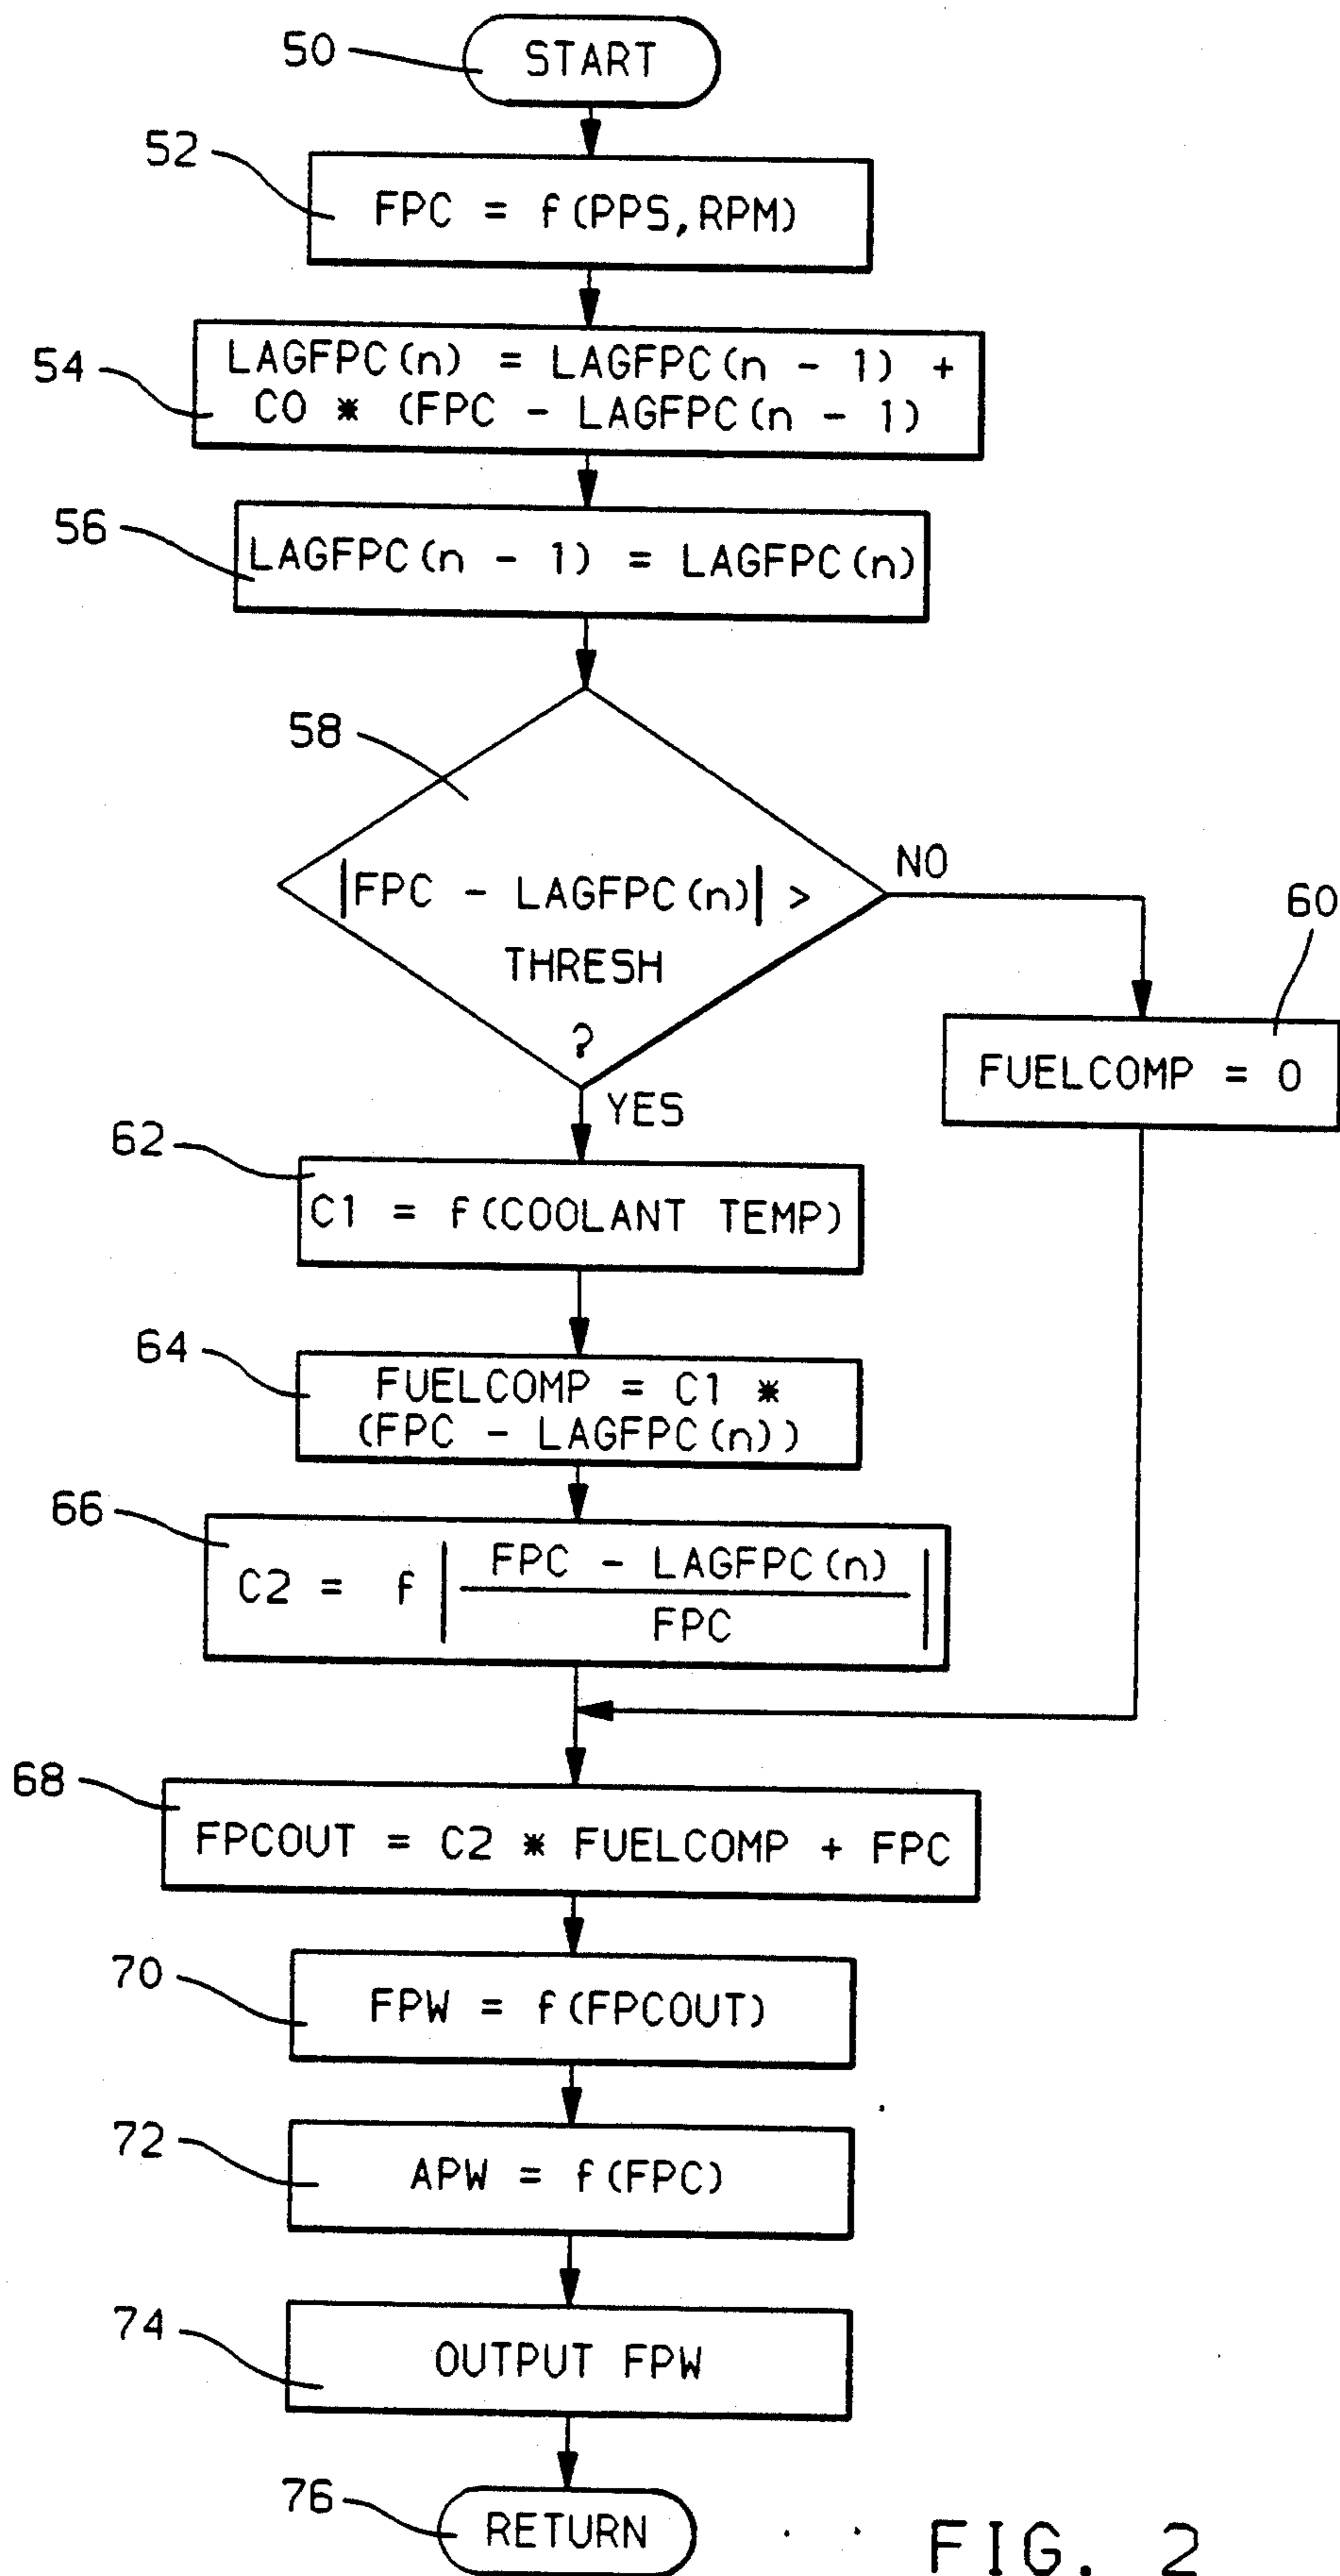 50
START
52
FPC = f(PPS,RPM)
54
LAGFPC(n) = LAGFPC(n - 1) +
CO * (FPC - LAGFPC(n - 1)
56
LAGFPC(n - 1) = LAGFPC(n)
58
|FPC - LAGFPC(n)| >
THRESH
?
NO
60
FUELCOMP = 0
YES
62
C1 = f(COOLANT TEMP)
64
FUELCOMP = C1 *
(FPC - LAGFPC(n))
66
FPC - LAGFPC(n)
C2 = f
FPC
68
FPCOUT = C2 * FUELCOMP + FPC
70
FPW = f(FPCOUT)
72
APW = f(FPC)
74
OUTPUT FPW
76
RETURN
FIG. 2